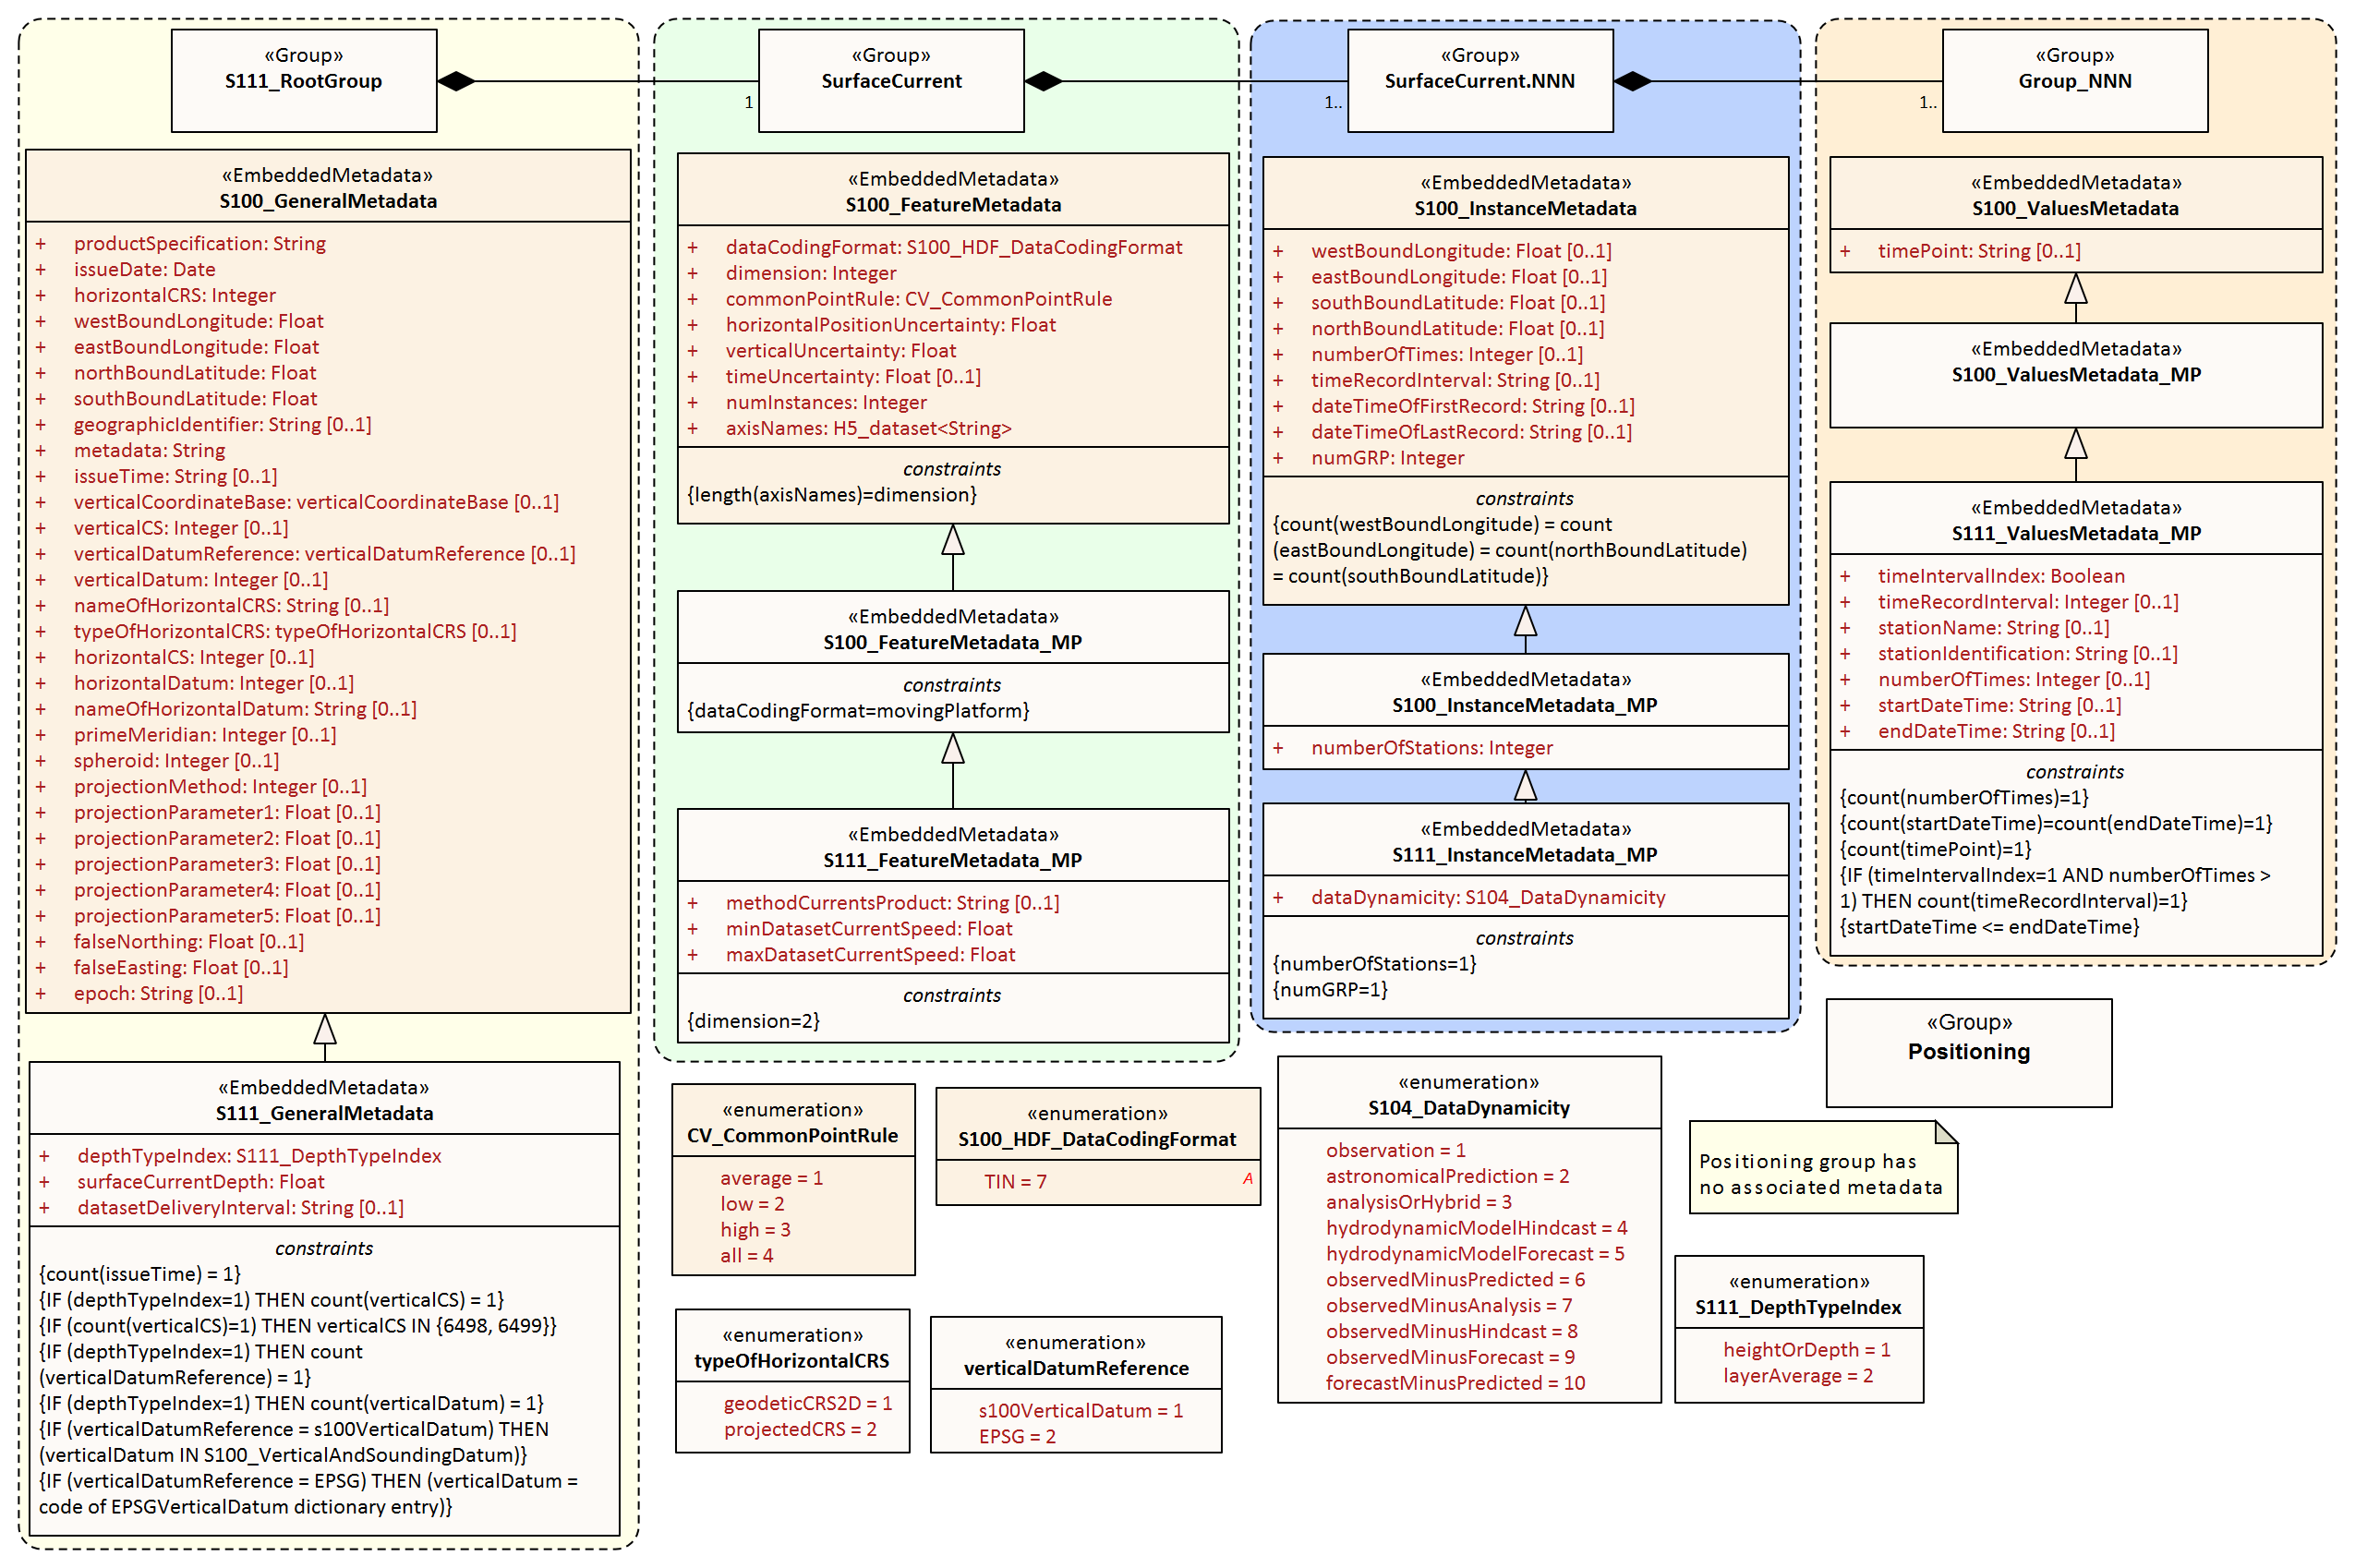 «Group»
S111_RootGroup
1
«EmbeddedMetadata»
S100_GeneralMetadata
+ productSpecification: String
+ issueDate: Date
+ horizontalCRS: Integer
+ westBoundLongitude: Float
+ eastBoundLongitude: Float
+ northBoundLatitude: Float
+ southBoundLatitude: Float
+ geographicIdentifier: String [0..1]
+ metadata: String
+ issueTime: String [0..1]
+ verticalCoordinateBase: verticalCoordinateBase [0..1]
+ verticalCS: Integer [0..1]
+ verticalDatumReference: verticalDatumReference [0..1]
+ verticalDatum: Integer [0..1]
+ nameOfHorizontalCRS: String [0..1]
+ typeOfHorizontalCRS: typeOfHorizontalCRS [0..1]
+ horizontalCS: Integer [0..1]
+ horizontalDatum: Integer [0..1]
+ nameOfHorizontalDatum: String [0..1]
+ primeMeridian: Integer [0..1]
+ spheroid: Integer [0..1]
+ projectionMethod: Integer [0..1]
+ projectionParameter1: Float [0..1]
+ projectionParameter2: Float [0..1]
+ projectionParameter3: Float [0..1]
+ projectionParameter4: Float [0..1]
+ projectionParameter5: Float [0..1]
+ falseNorthing: Float [0..1]
+ falseEasting: Float [0..1]
+ epoch: String [0..1]
«EmbeddedMetadata»
S111_GeneralMetadata
+ depthTypeIndex: S111_DepthTypeIndex
+ surfaceCurrentDepth: Float
+ datasetDeliveryInterval: String [0..1]
constraints
{count(issueTime) = 1}
{IF (depthTypeIndex=1) THEN count(verticalCS) = 1}
{IF (count(verticalCS)=1) THEN verticalCS IN {6498, 6499}}
{IF (depthTypeIndex=1) THEN count
(verticalDatumReference) = 1}
{IF (depthTypeIndex=1) THEN count(verticalDatum) = 1}
{IF (verticalDatumReference = s100VerticalDatum) THEN
(verticalDatum IN S100_VerticalAndSoundingDatum)}
{IF (verticalDatumReference = EPSG) THEN (verticalDatum =
code of EPSGVerticalDatum dictionary entry)}
«Group»
SurfaceCurrent
1..
«EmbeddedMetadata»
S100_FeatureMetadata
+ dataCodingFormat: S100_HDF_DataCodingFormat
+ dimension: Integer
+ commonPointRule: CV_CommonPointRule
+ horizontalPositionUncertainty: Float
+ verticalUncertainty: Float
+ timeUncertainty: Float [0..1]
+ numInstances: Integer
+ axisNames: H5_dataset<String>
constraints
{length(axisNames)=dimension}
«EmbeddedMetadata»
S100_FeatureMetadata_MP
constraints
{dataCodingFormat=movingPlatform}
«EmbeddedMetadata»
S111_FeatureMetadata_MP
+ methodCurrentsProduct: String [0..1]
+ minDatasetCurrentSpeed: Float
+ maxDatasetCurrentSpeed: Float
constraints
{dimension=2}
«Group»
SurfaceCurrent.NNN
1..
«EmbeddedMetadata»
S100_InstanceMetadata
+ westBoundLongitude: Float [0..1]
+ eastBoundLongitude: Float [0..1]
+ southBoundLatitude: Float [0..1]
+ northBoundLatitude: Float [0..1]
+ numberOfTimes: Integer [0..1]
+ timeRecordInterval: String [0..1]
+ dateTimeOfFirstRecord: String [0..1]
+ dateTimeOfLastRecord: String [0..1]
+ numGRP: Integer
constraints
{count(westBoundLongitude) = count
(eastBoundLongitude) = count(northBoundLatitude)
= count(southBoundLatitude)}
«EmbeddedMetadata»
S100_InstanceMetadata_MP
+ numberOfStations: Integer
«EmbeddedMetadata»
S111_InstanceMetadata_MP
+ dataDynamicity: S104_DataDynamicity
constraints
{numberOfStations=1}
{numGRP=1}
«Group»
Group_NNN
«EmbeddedMetadata»
S100_ValuesMetadata
+ timePoint: String [0..1]
«EmbeddedMetadata»
S100_ValuesMetadata_MP
«EmbeddedMetadata»
S111_ValuesMetadata_MP
+ timeIntervalIndex: Boolean
+ timeRecordInterval: Integer [0..1]
+ stationName: String [0..1]
+ stationIdentification: String [0..1]
+ numberOfTimes: Integer [0..1]
+ startDateTime: String [0..1]
+ endDateTime: String [0..1]
constraints
{count(numberOfTimes)=1}
{count(startDateTime)=count(endDateTime)=1}
{count(timePoint)=1}
{IF (timeIntervalIndex=1 AND numberOfTimes >
1) THEN count(timeRecordInterval)=1}
{startDateTime <= endDateTime}
«Group»
Positioning
Positioning group has
no associated metadata
«enumeration»
CV_CommonPointRule
average = 1
low = 2
high = 3
all = 4
«enumeration»
S100_HDF_DataCodingFormat
TIN = 7 A
«enumeration»
S104_DataDynamicity
observation = 1
astronomicalPrediction = 2
analysisOrHybrid = 3
hydrodynamicModelHindcast = 4
hydrodynamicModelForecast = 5
observedMinusPredicted = 6
observedMinusAnalysis = 7
observedMinusHindcast = 8
observedMinusForecast = 9
forecastMinusPredicted = 10
«enumeration»
S111_DepthTypeIndex
heightOrDepth = 1
layerAverage = 2
«enumeration»
typeOfHorizontalCRS
geodeticCRS2D = 1
projectedCRS = 2
«enumeration»
verticalDatumReference
s100VerticalDatum = 1
EPSG = 2